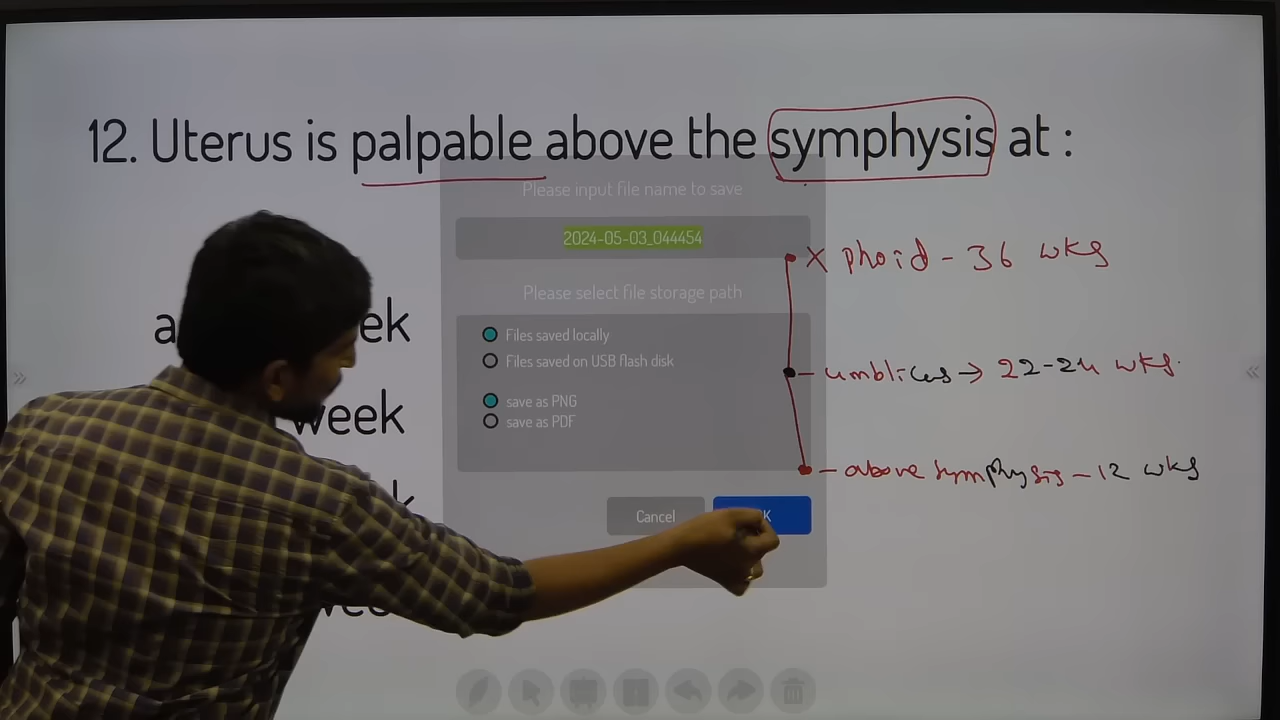 12. Uterus is palpable above the symphysis at :
Please input file name to save
2024-05-03_044454
X phoid - 36 wks
Please select file storage path
Files saved locally
Files saved on USB flash disk
umblicus → 22-24 wks.
save as PNG
save as PDF
week
above symphysis - 12 wks
Cancel